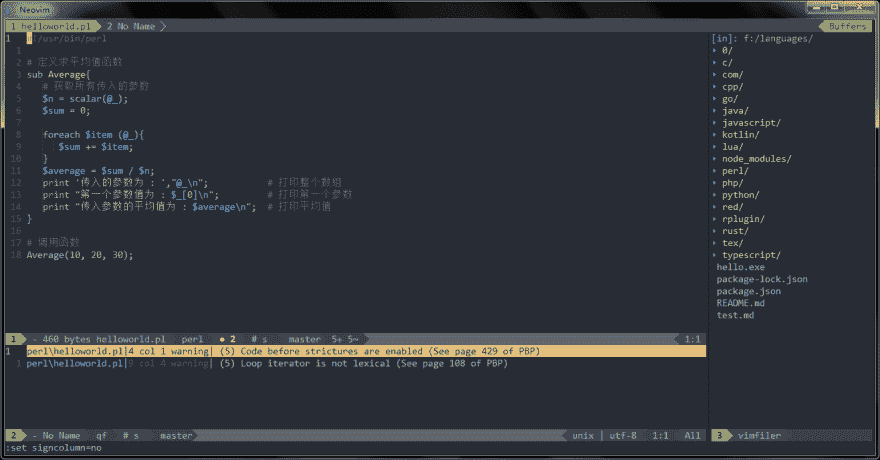 Neovim
1 helloworld.pl 2 No Name Buffers
1 #!/usr/bin/perl
1
2 # 定义求平均值函数
3 sub Average{
4 # 获取所有传入的参数
5 $n = scalar(@_);
6 $sum = 0;
7
8 foreach $item (@_){
9 $sum += $item;
10 }
11 $average = $sum / $n;
12 print '传入的参数为 : ',"@_\n"; # 打印整个数组
13 print "第一个参数值为 : $_[0]\n"; # 打印第一个参数
14 print "传入参数的平均值为 : $average\n"; # 打印平均值
15 }
16
17 # 调用函数
18 Average(10, 20, 30);
[in]: f:/languages/
0/
c/
com/
cpp/
go/
java/
javascript/
kotlin/
lua/
node_modules/
perl/
php/
python/
red/
rplugin/
rust/
tex/
typescript/
hello.exe
package-lock.json
package.json
README.md
test.md
1 - 460 bytes helloworld.pl perl ● 2 # s master 5+ 5~ 1:1
1 perl\helloworld.pl|4 col 1 warning| (5) Code before strictures are enabled (See page 429 of PBP)
1 perl\helloworld.pl|9 col 4 warning| (5) Loop iterator is not lexical (See page 108 of PBP)
2 - No Name qf # s master unix | utf-8 1:1 All
3 vimfiler
:set signcolumn=no